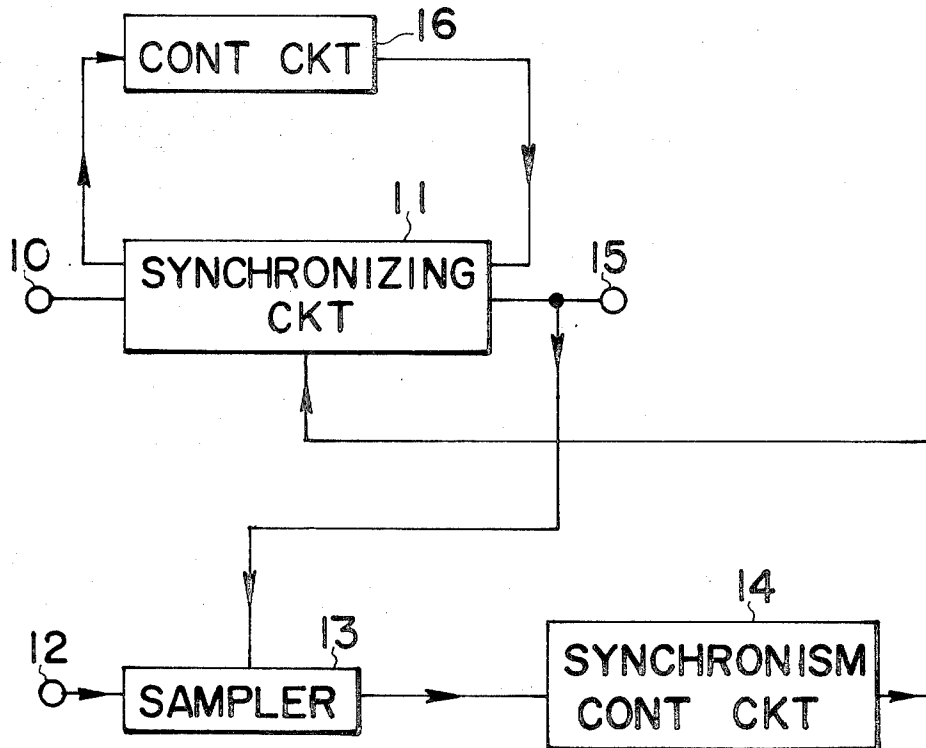 16
CONT CKT
11
10
SYNCHRONIZING
CKT
15
14
13
12
SAMPLER
SYNCHRONISM
CONT CKT